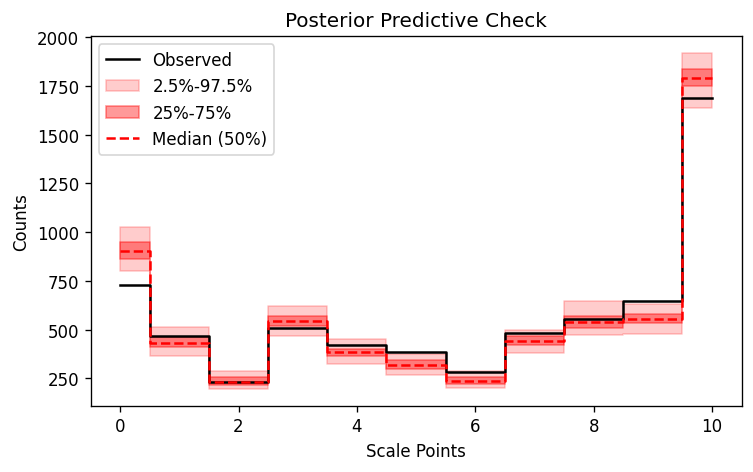 Posterior Predictive Check
Observed
2.5%-97.5%
25%-75%
Median (50%)
Counts
2000
1750
1500
1250
1000
750
500
250
0 2 4 6 8 10
Scale Points